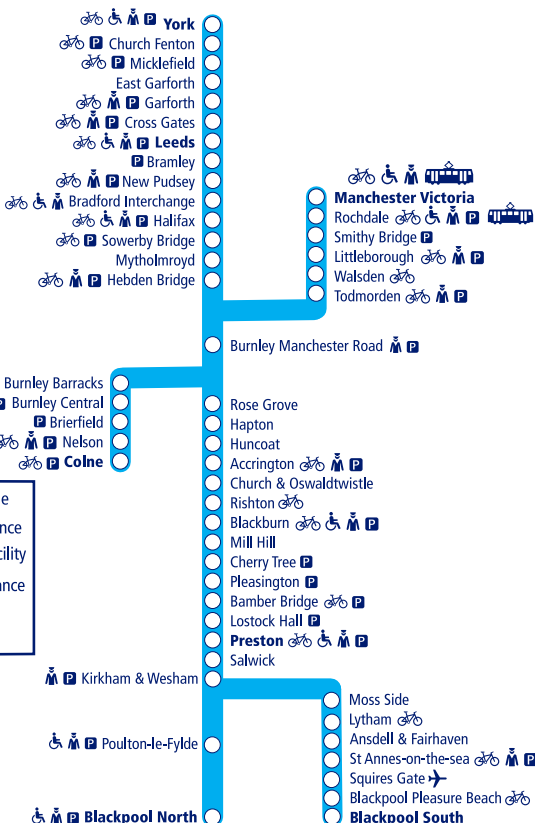 York
Church Fenton
Micklefield
East Garforth
Garforth
Cross Gates
Leeds
Bramley
New Pudsey
Bradford Interchange
Halifax
Sowerby Bridge
Mytholmroyd
Hebden Bridge
Manchester Victoria
Rochdale
Smithy Bridge
Littleborough
Walsden
Todmorden
Burnley Manchester Road
Burnley Barracks
Burnley Central
Brierfield
Nelson
Colne
Rose Grove
Hapton
Huncoat
Accrington
Church & Oswaldtwistle
Rishton
Blackburn
Mill Hill
Cherry Tree
Pleasington
Bamber Bridge
Lostock Hall
Preston
Salwick
Kirkham & Wesham
Poulton-le-Fylde
Blackpool North
Moss Side
Lytham
Ansdell & Fairhaven
St Annes-on-the-sea
Squires Gate
Blackpool Pleasure Beach
Blackpool South